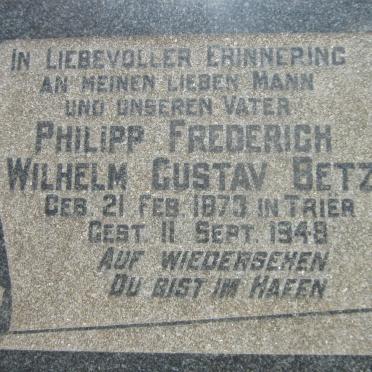 In Liebevoller Erinnering
an meinen lieben Mann
und unseren Vater
Philipp Frederich
Wilhelm Gustav Betz
Geb. 21 Feb. 1873 in Trier
Gest. 11 Sept. 1948
Auf wiedersehen
Du bist im Hafen